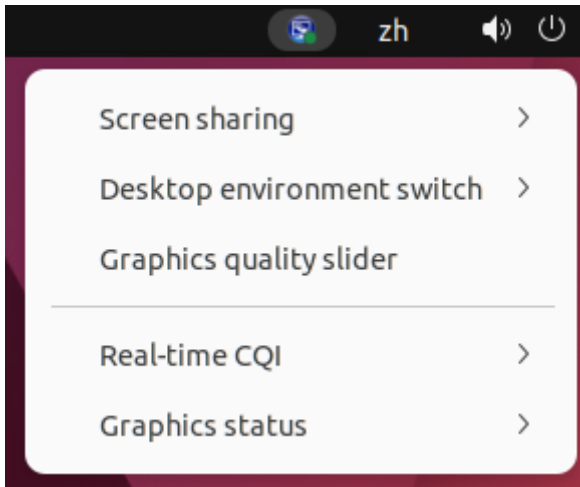 zh
Screen sharing
Desktop environment switch
Graphics quality slider
Real-time CQI
Graphics status